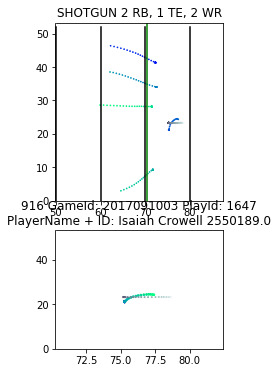 SHOTGUN 2 RB, 1 TE, 2 WR
50
40
30
20
10
0
50 60 70 80
916 GameId: 2017091003 PlayId: 1647
PlayerName + ID: Isaiah Crowell 2550189.0
40
20
0
72.5 75.0 77.5 80.0